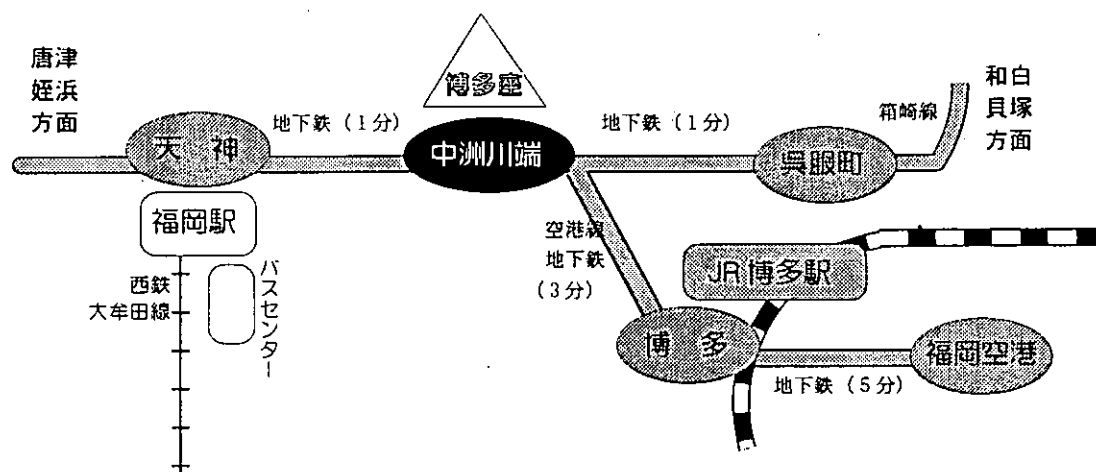 唐津
姪浜
方面
博多座
和白
貝塚
方面
箱崎線
地下鉄（1分）
地下鉄（1分）
天神
中洲川端
呉服町
福岡駅
空港線
地下鉄
（3分）
JR博多駅
西鉄
大牟田線
バスセンター
博多
福岡空港
地下鉄（5分）